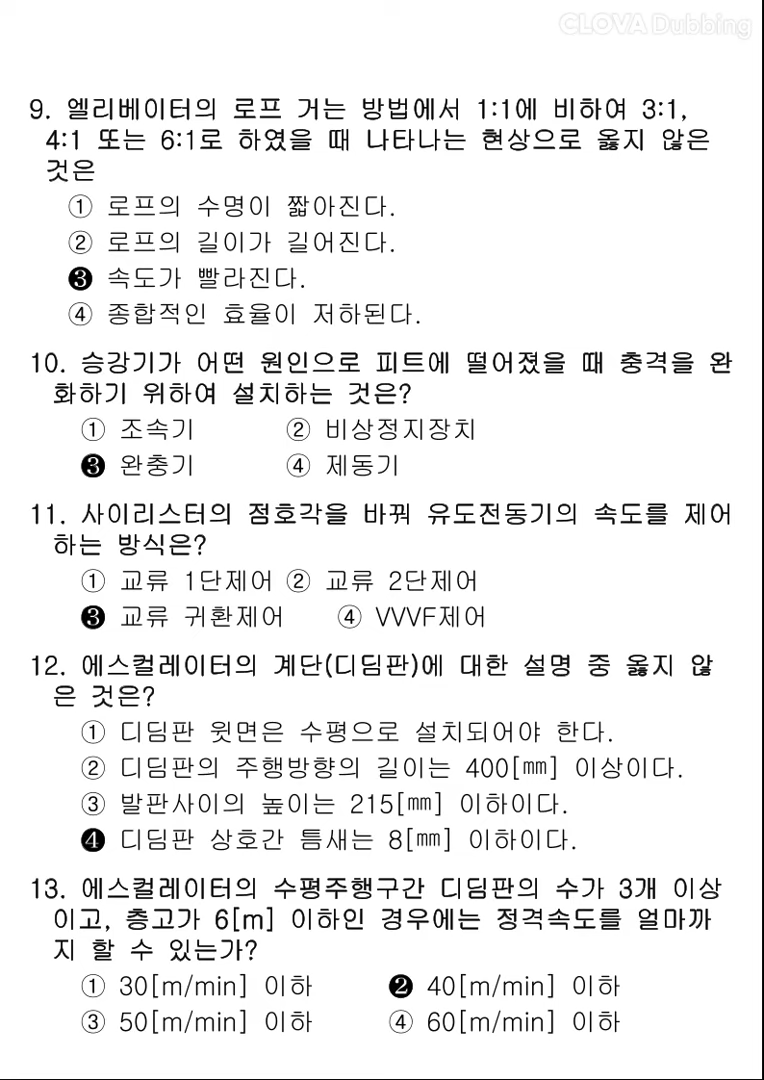 CLOVA Dubbing
9. 엘리베이터의 로프 거는 방법에서 1:1에 비하여 3:1,
4:1 또는 6:1로 하였을 때 나타나는 현상으로 옳지 않은
것은
① 로프의 수명이 짧아진다.
② 로프의 길이가 길어진다.
❸ 속도가 빨라진다.
④ 종합적인 효율이 저하된다.
10. 승강기가 어떤 원인으로 피트에 떨어졌을 때 충격을 완
화하기 위하여 설치하는 것은?
① 조속기 ② 비상정지장치
❸ 완충기 ④ 제동기
11. 사이리스터의 점호각을 바꿔 유도전동기의 속도를 제어
하는 방식은?
① 교류 1단제어 ② 교류 2단제어
❸ 교류 귀환제어 ④ VVVF제어
12. 에스컬레이터의 계단(디딤판)에 대한 설명 중 옳지 않
은 것은?
① 디딤판 윗면은 수평으로 설치되어야 한다.
② 디딤판의 주행방향의 길이는 400[㎜] 이상이다.
③ 발판사이의 높이는 215[㎜] 이하이다.
❹ 디딤판 상호간 틈새는 8[㎜] 이하이다.
13. 에스컬레이터의 수평주행구간 디딤판의 수가 3개 이상
이고, 층고가 6[m] 이하인 경우에는 정격속도를 얼마까
지 할 수 있는가?
① 30[m/min] 이하 ❷ 40[m/min] 이하
③ 50[m/min] 이하 ④ 60[m/min] 이하